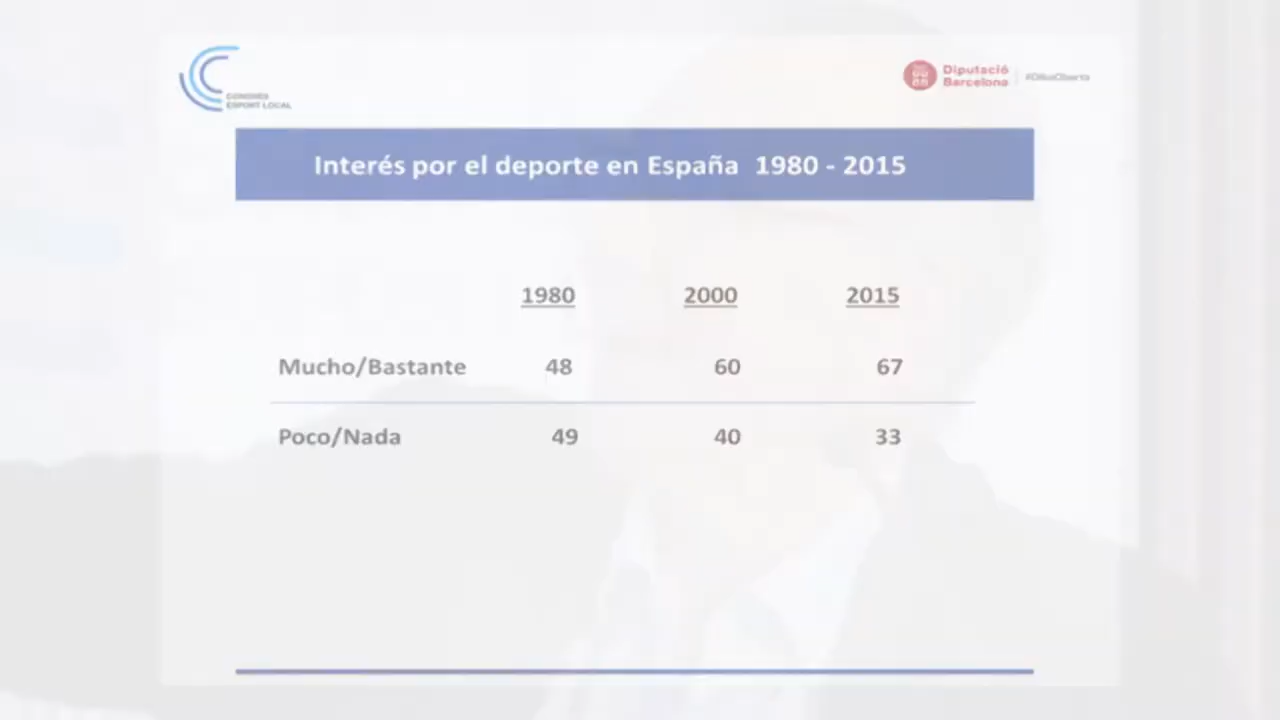 CONGRÉS
ESPORT LOCAL
Diputació
Barcelona
#DibaOberta
Interés por el deporte en España 1980 - 2015
1980 2000 2015
Mucho/Bastante 48 60 67
Poco/Nada 49 40 33